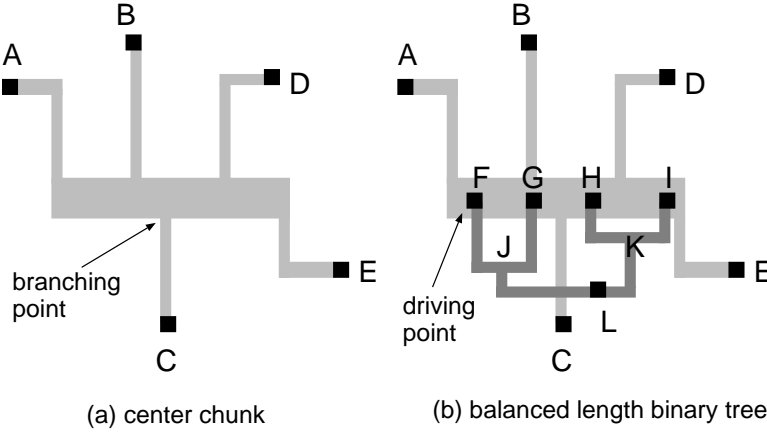 A
B
D
branching
point
E
C
(a) center chunk
A
B
D
F
G
H
I
J
K
driving
point
L
E
C
(b) balanced length binary tree